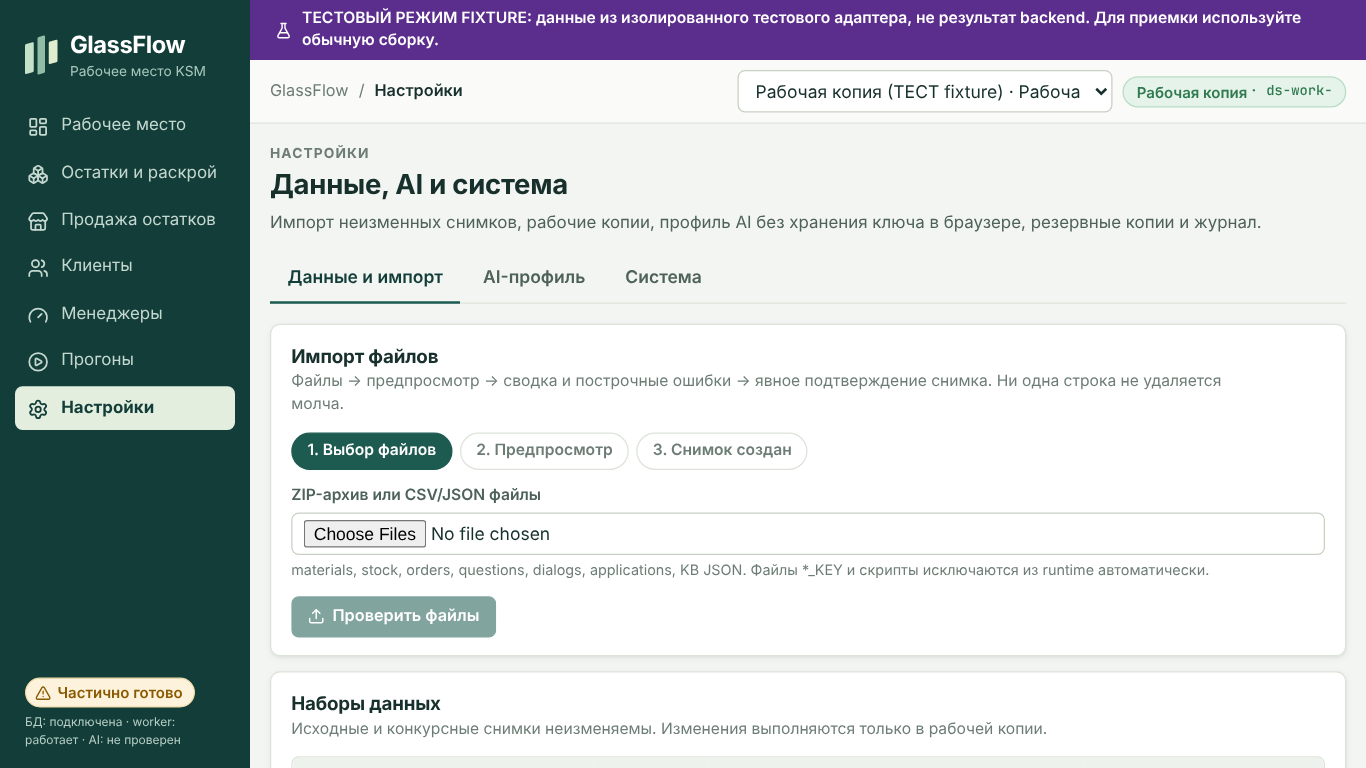 GlassFlow
Рабочее место KSM
Рабочее место
Остатки и раскрой
Продажа остатков
Клиенты
Менеджеры
Прогоны
Настройки
Частично готово
БД: подключена · worker:
работает · AI: не проверен
ТЕСТОВЫЙ РЕЖИМ FIXTURE: данные из изолированного тестового адаптера, не результат backend. Для приемки используйте
обычную сборку.
GlassFlow / Настройки
Рабочая копия (ТЕСТ fixture) · Рабоча
Рабочая копия · ds-work-
НАСТРОЙКИ
Данные, AI и система
Импорт неизменных снимков, рабочие копии, профиль AI без хранения ключа в браузере, резервные копии и журнал.
Данные и импорт
AI-профиль
Система
Импорт файлов
Файлы → предпросмотр → сводка и построчные ошибки → явное подтверждение снимка. Ни одна строка не удаляется
молча.
1. Выбор файлов
2. Предпросмотр
3. Снимок создан
ZIP-архив или CSV/JSON файлы
Choose Files No file chosen
materials, stock, orders, questions, dialogs, applications, KB JSON. Файлы *_KEY и скрипты исключаются из runtime автоматически.
Проверить файлы
Наборы данных
Исходные и конкурсные снимки неизменяемы. Изменения выполняются только в рабочей копии.